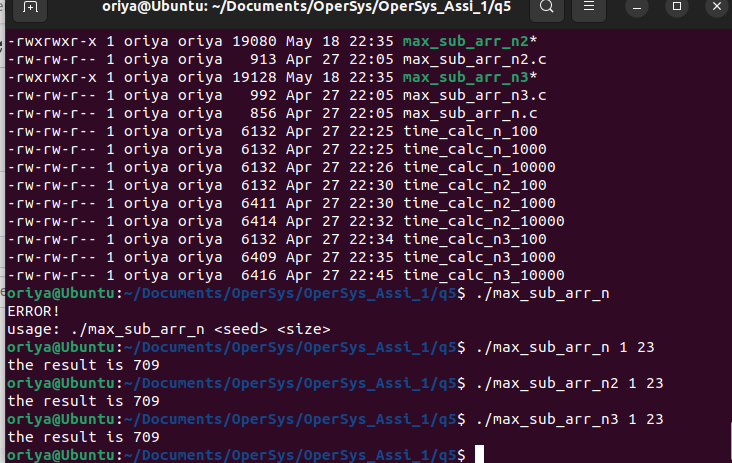 oriya@Ubuntu: ~/Documents/OperSys/OperSys_Assi_1/q5
-rwxrwxr-x 1 oriya oriya 19080 May 18 22:35 max_sub_arr_n2*
-rw-rw-r-- 1 oriya oriya   913 Apr 27 22:05 max_sub_arr_n2.c
-rwxrwxr-x 1 oriya oriya 19128 May 18 22:35 max_sub_arr_n3*
-rw-rw-r-- 1 oriya oriya   992 Apr 27 22:05 max_sub_arr_n3.c
-rw-rw-r-- 1 oriya oriya   856 Apr 27 22:05 max_sub_arr_n.c
-rw-rw-r-- 1 oriya oriya  6132 Apr 27 22:25 time_calc_n_100
-rw-rw-r-- 1 oriya oriya  6132 Apr 27 22:25 time_calc_n_1000
-rw-rw-r-- 1 oriya oriya  6132 Apr 27 22:26 time_calc_n_10000
-rw-rw-r-- 1 oriya oriya  6132 Apr 27 22:30 time_calc_n2_100
-rw-rw-r-- 1 oriya oriya  6411 Apr 27 22:30 time_calc_n2_1000
-rw-rw-r-- 1 oriya oriya  6414 Apr 27 22:32 time_calc_n2_10000
-rw-rw-r-- 1 oriya oriya  6132 Apr 27 22:34 time_calc_n3_100
-rw-rw-r-- 1 oriya oriya  6409 Apr 27 22:35 time_calc_n3_1000
-rw-rw-r-- 1 oriya oriya  6416 Apr 27 22:45 time_calc_n3_10000
oriya@Ubuntu:~/Documents/OperSys/OperSys_Assi_1/q5$ ./max_sub_arr_n
ERROR!
usage: ./max_sub_arr_n <seed> <size>
oriya@Ubuntu:~/Documents/OperSys/OperSys_Assi_1/q5$ ./max_sub_arr_n 1 23
the result is 709
oriya@Ubuntu:~/Documents/OperSys/OperSys_Assi_1/q5$ ./max_sub_arr_n2 1 23
the result is 709
oriya@Ubuntu:~/Documents/OperSys/OperSys_Assi_1/q5$ ./max_sub_arr_n3 1 23
the result is 709
oriya@Ubuntu:~/Documents/OperSys/OperSys_Assi_1/q5$